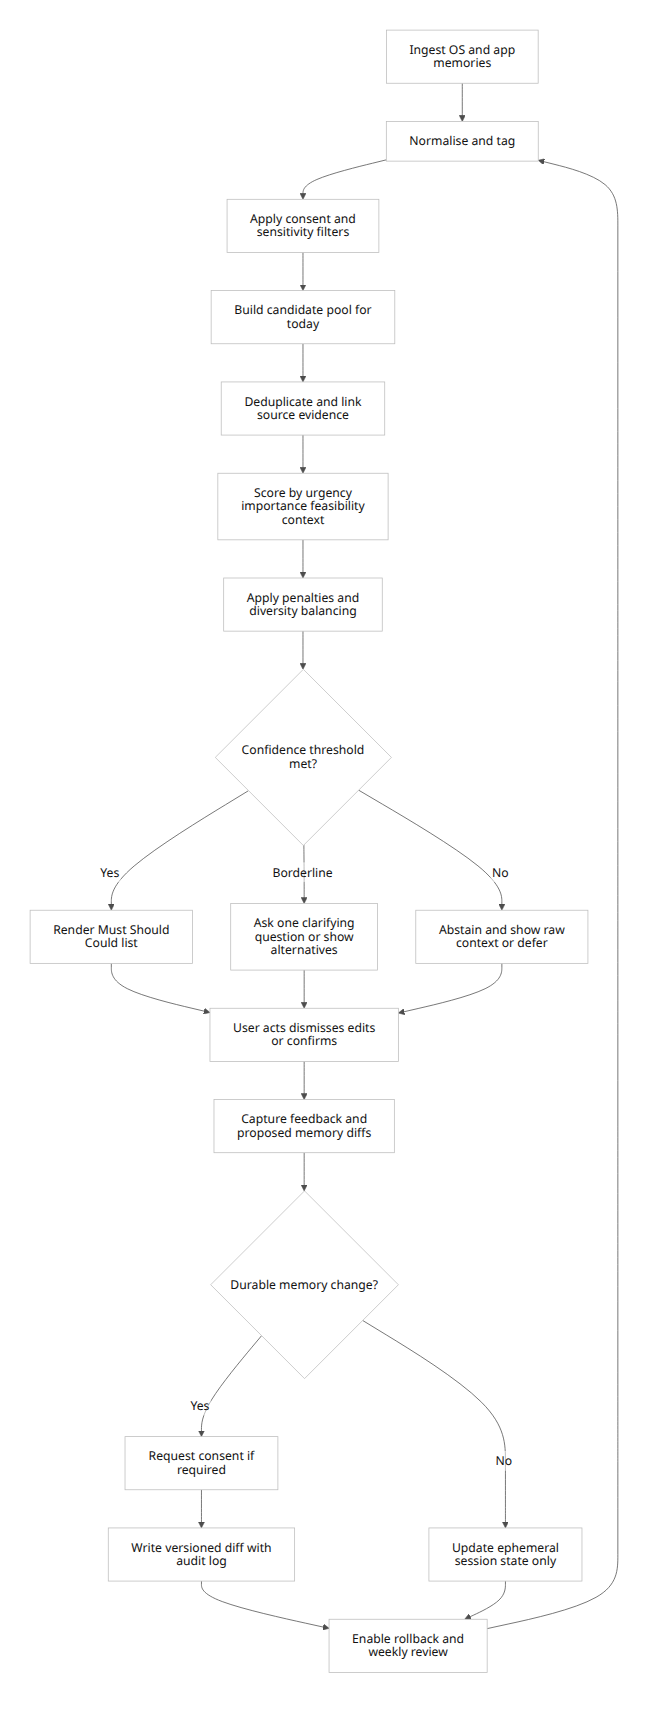 Ingest OS and app
memories
Normalise and tag
Apply consent and
sensitivity filters
Build candidate pool for
today
Deduplicate and link
source evidence
Score by urgency
importance feasibility
context
Apply penalties and
diversity balancing
Confidence threshold
met?
Yes
Borderline
No
Render Must Should
Could list
Ask one clarifying
question or show
alternatives
Abstain and show raw
context or defer
User acts dismisses edits
or confirms
Capture feedback and
proposed memory diffs
Durable memory change?
Yes
No
Request consent if
required
Write versioned diff with
audit log
Update ephemeral
session state only
Enable rollback and
weekly review